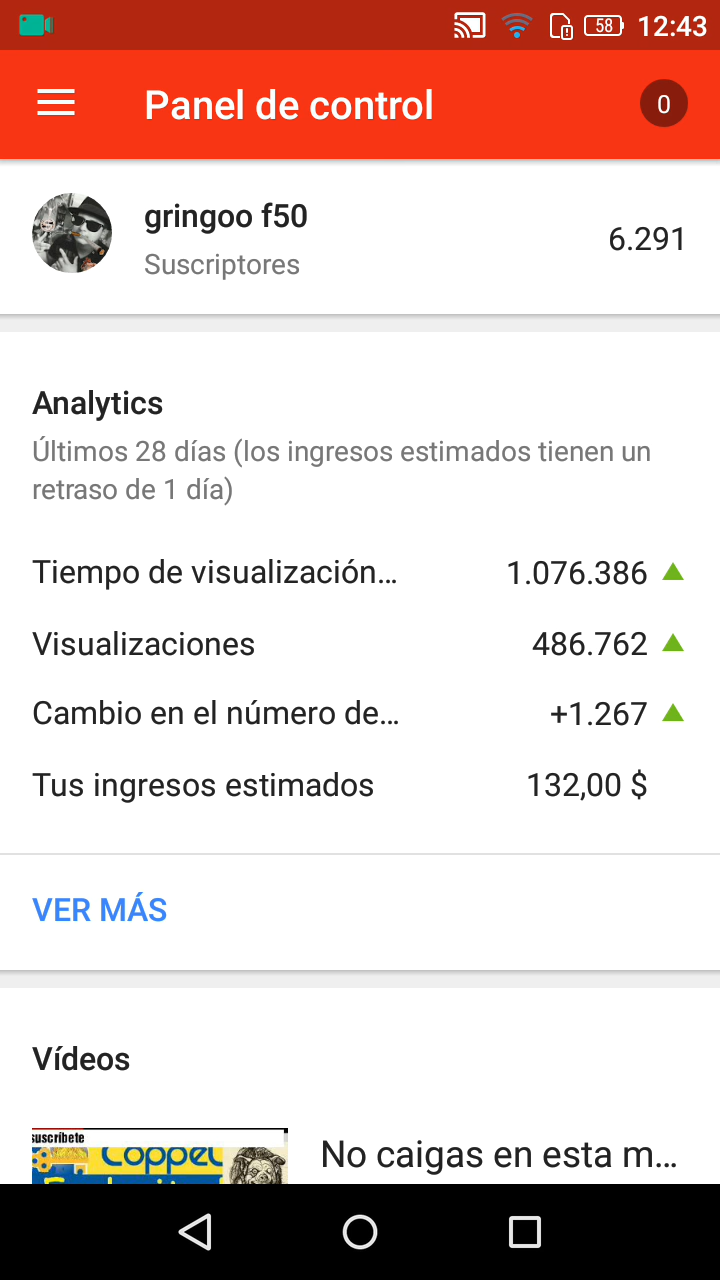 58 12:43
Panel de control 0
gringoo f50
Suscriptores
6.291
Analytics
Últimos 28 días (los ingresos estimados tienen un
retraso de 1 día)
Tiempo de visualización... 1.076.386
Visualizaciones 486.762
Cambio en el número de... +1.267
Tus ingresos estimados 132,00 $
VER MÁS
Vídeos
suscríbete
Coppel
No caigas en esta m...